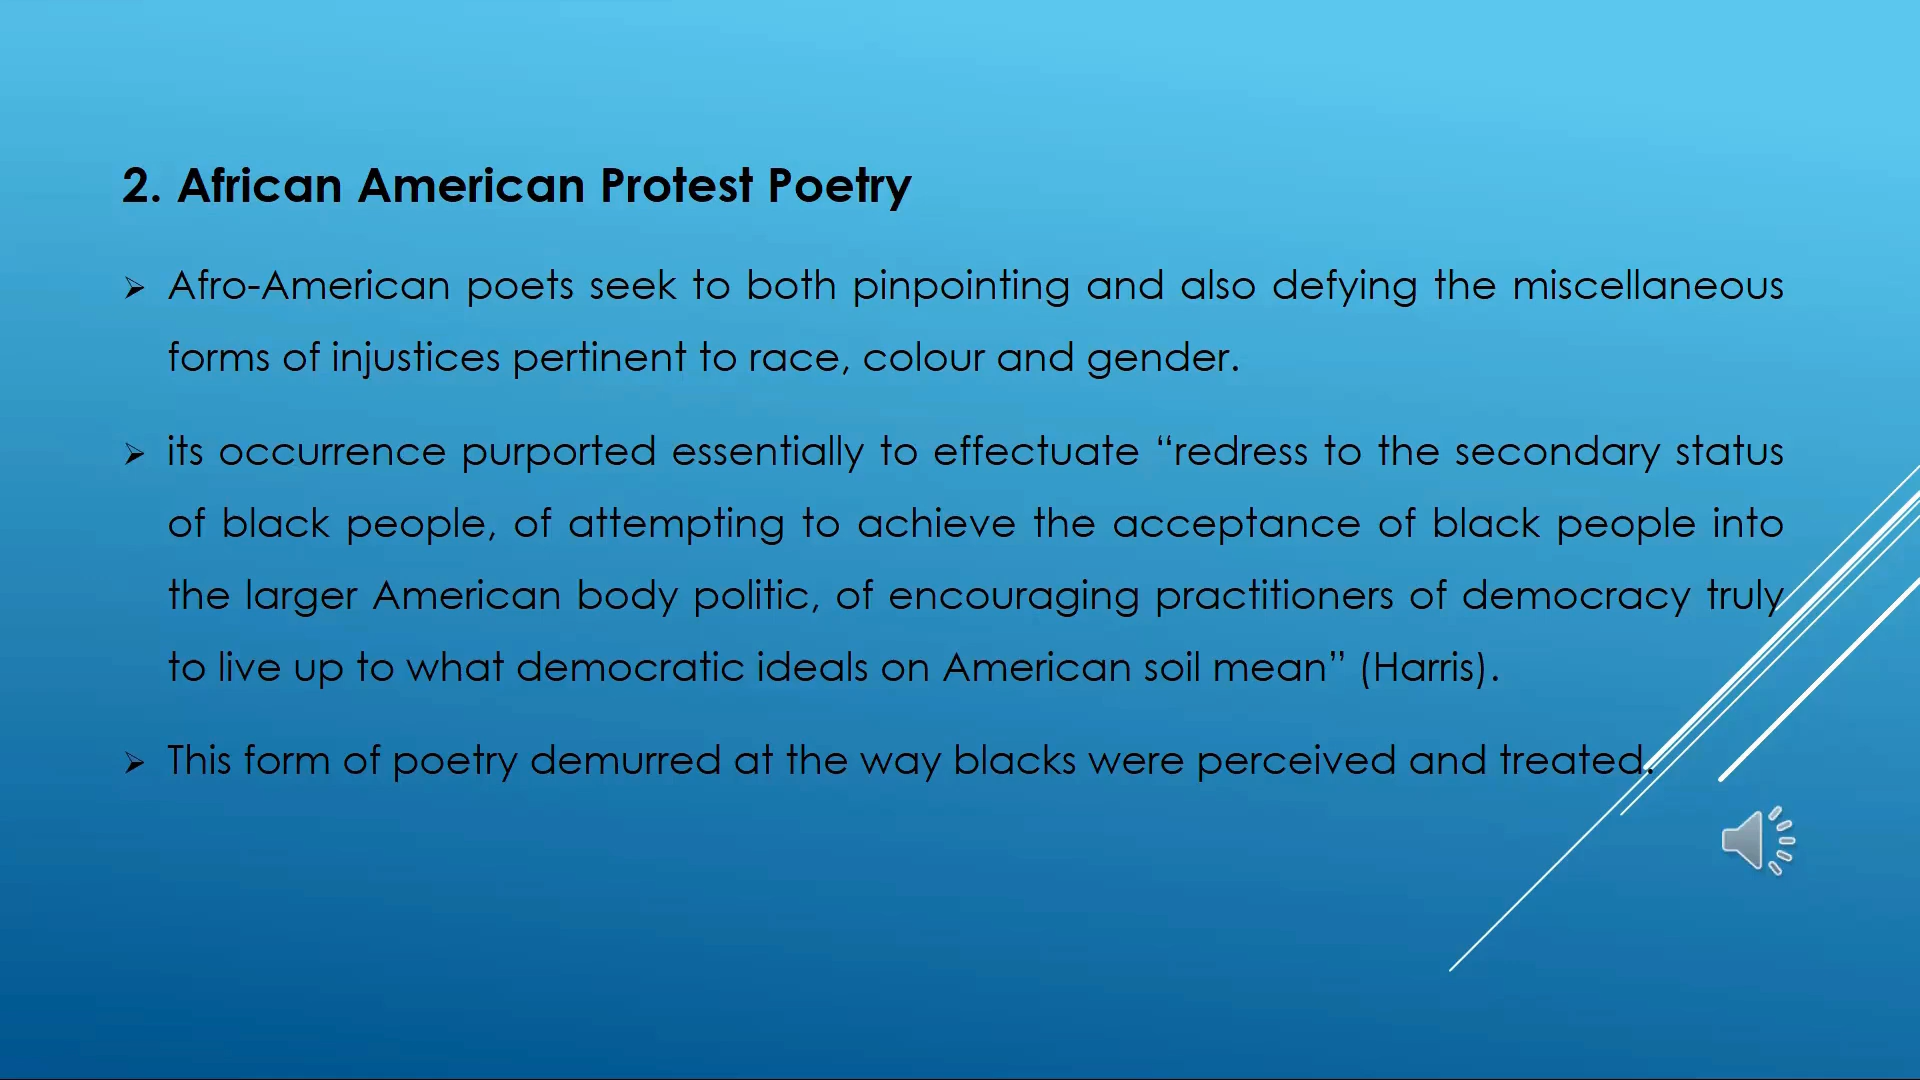 2. African American Protest Poetry
➢ Afro-American poets seek to both pinpointing and also defying the miscellaneous
forms of injustices pertinent to race, colour and gender.
➢ its occurrence purported essentially to effectuate “redress to the secondary status
of black people, of attempting to achieve the acceptance of black people into
the larger American body politic, of encouraging practitioners of democracy truly
to live up to what democratic ideals on American soil mean” (Harris).
➢ This form of poetry demurred at the way blacks were perceived and treated.